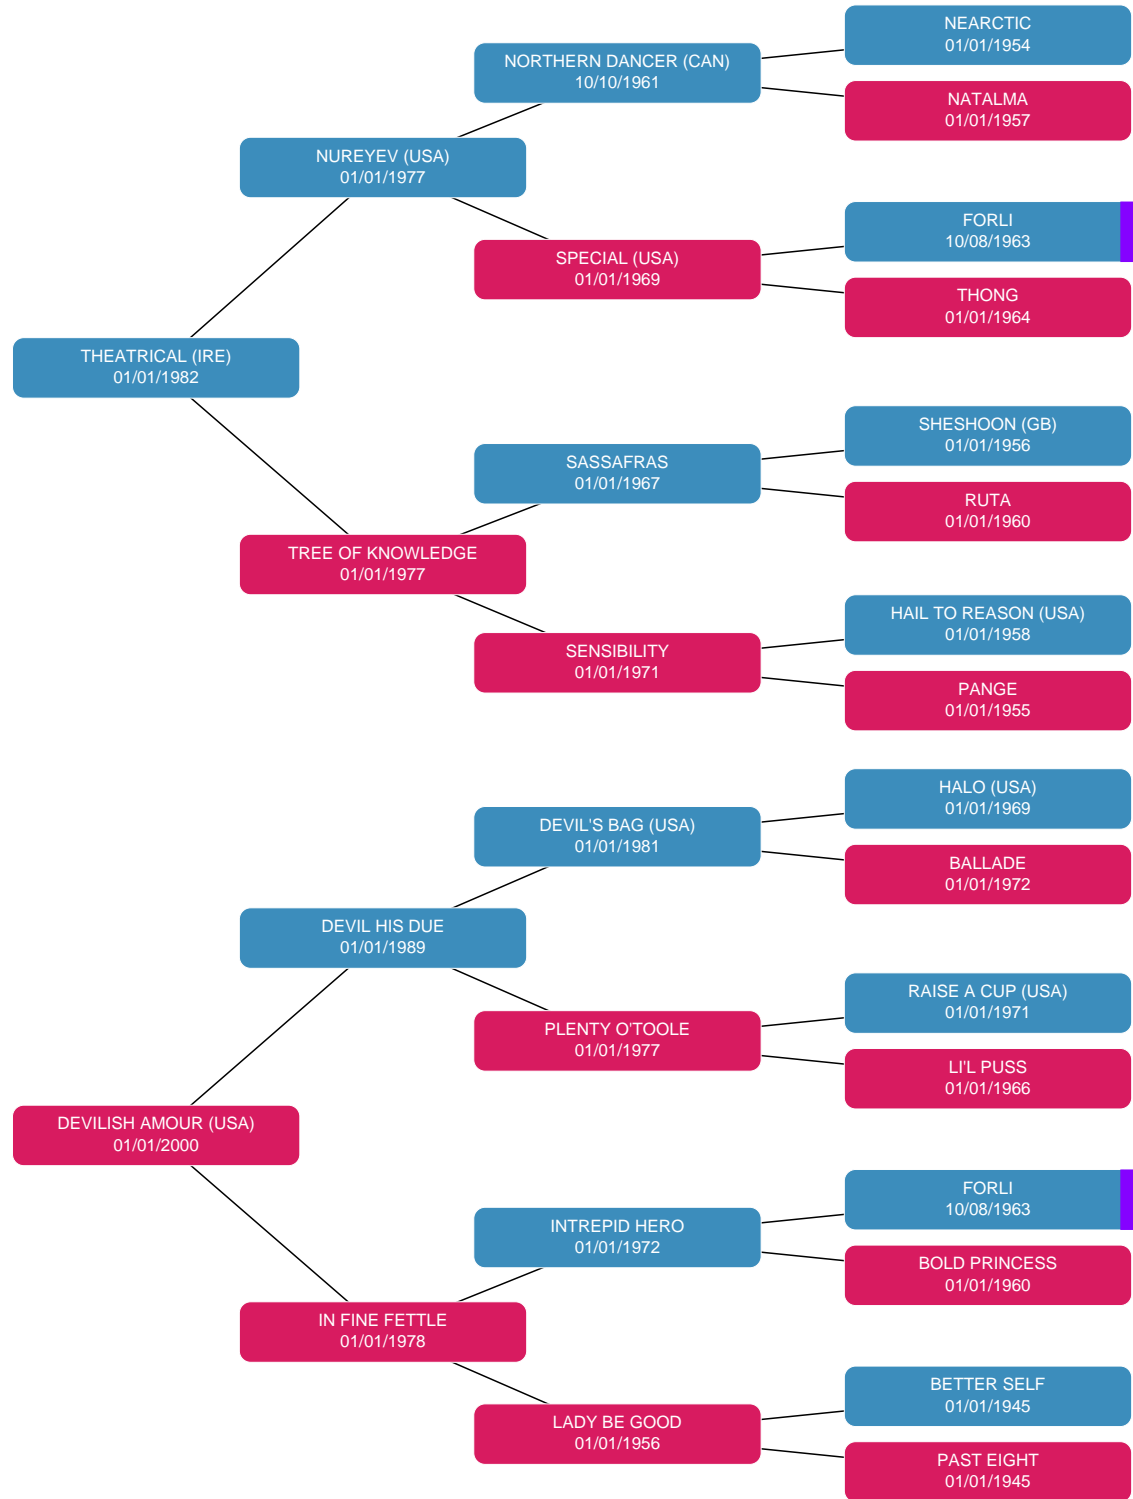 NEARCTIC
01/01/1954
NORTHERN DANCER (CAN)
10/10/1961
NATALMA
01/01/1957
NUREYEV (USA)
01/01/1977
FORLI
10/08/1963
SPECIAL (USA)
01/01/1969
THONG
01/01/1964
THEATRICAL (IRE)
01/01/1982
SHESHOON (GB)
01/01/1956
SASSAFRAS
01/01/1967
RUTA
01/01/1960
TREE OF KNOWLEDGE
01/01/1977
HAIL TO REASON (USA)
01/01/1958
SENSIBILITY
01/01/1971
PANGE
01/01/1955
HALO (USA)
01/01/1969
DEVIL'S BAG (USA)
01/01/1981
BALLADE
01/01/1972
DEVIL HIS DUE
01/01/1989
RAISE A CUP (USA)
01/01/1971
PLENTY O'TOOLE
01/01/1977
LI'L PUSS
01/01/1966
DEVILISH AMOUR (USA)
01/01/2000
FORLI
10/08/1963
INTREPID HERO
01/01/1972
BOLD PRINCESS
01/01/1960
IN FINE FETTLE
01/01/1978
BETTER SELF
01/01/1945
LADY BE GOOD
01/01/1956
PAST EIGHT
01/01/1945